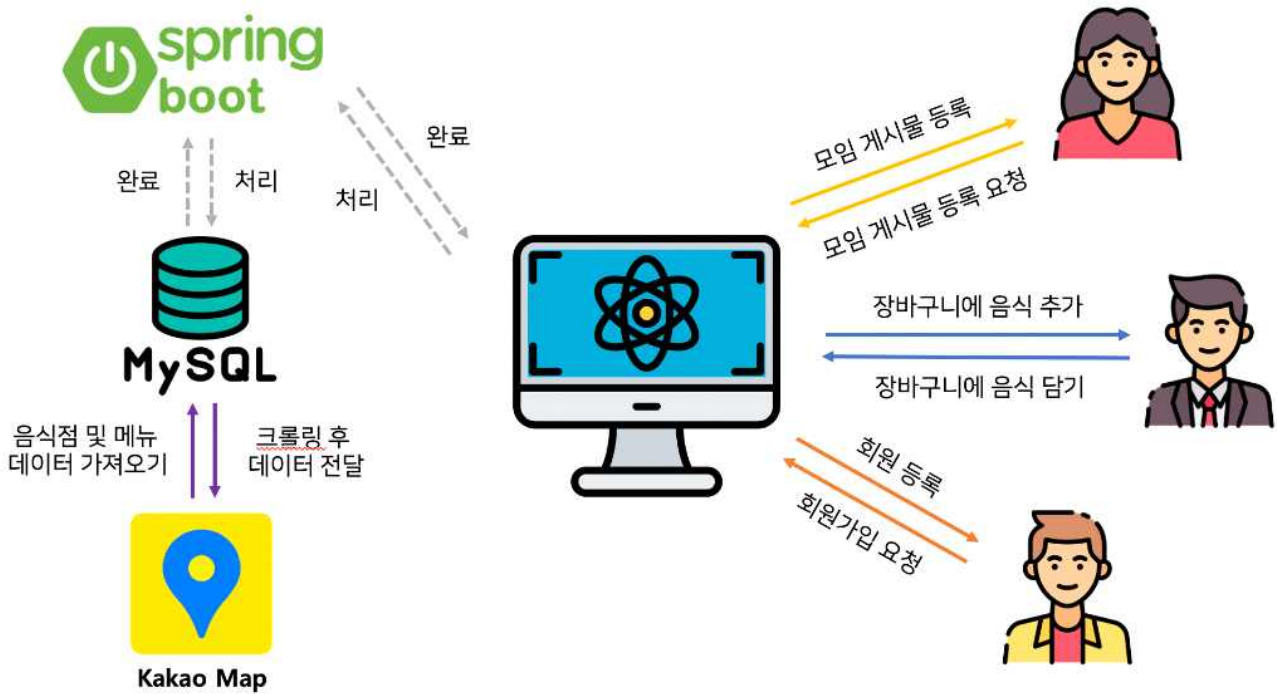 spring
boot
완료
처리
완료
처리
MySQL
음식점 및 메뉴
데이터 가져오기
크롤링 후
데이터 전달
Kakao Map
모임 게시물 등록
모임 게시물 등록 요청
장바구니에 음식 추가
장바구니에 음식 담기
회원 등록
회원가입 요청